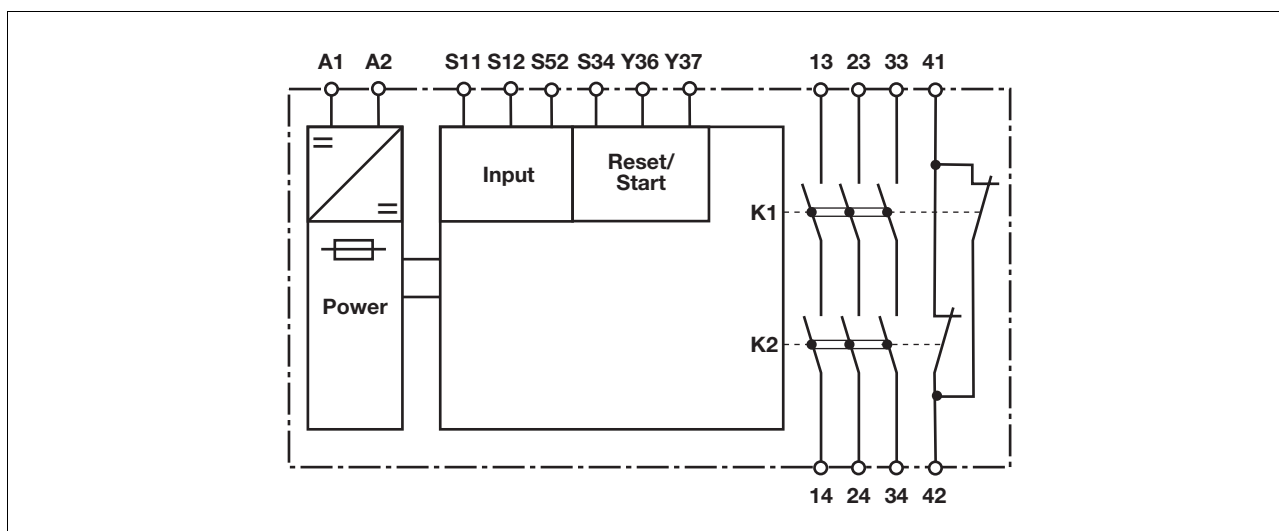 A1 A2 S11 S12 S52 S34 Y36 Y37 13 23 33 41
Input
Reset/
Start
K1
Power
K2
14 24 34 42